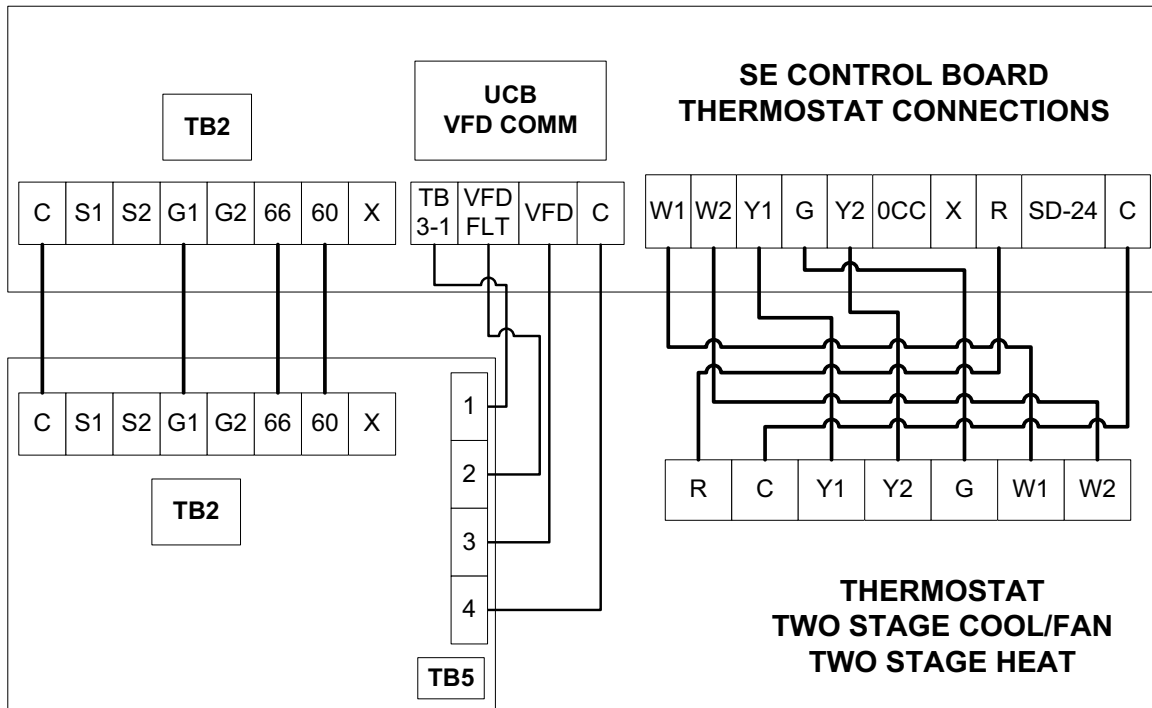 SE CONTROL BOARD
THERMOSTAT CONNECTIONS
UCB
VFD COMM
TB2
C S1 S2 G1 G2 66 60 X
TB
3-1
VFD
FLT
VFD
C
W1 W2 Y1 G Y2 0CC X R SD-24 C
C S1 S2 G1 G2 66 60 X
TB2
1
2
3
4
TB5
R C Y1 Y2 G W1 W2
THERMOSTAT
TWO STAGE COOL/FAN
TWO STAGE HEAT